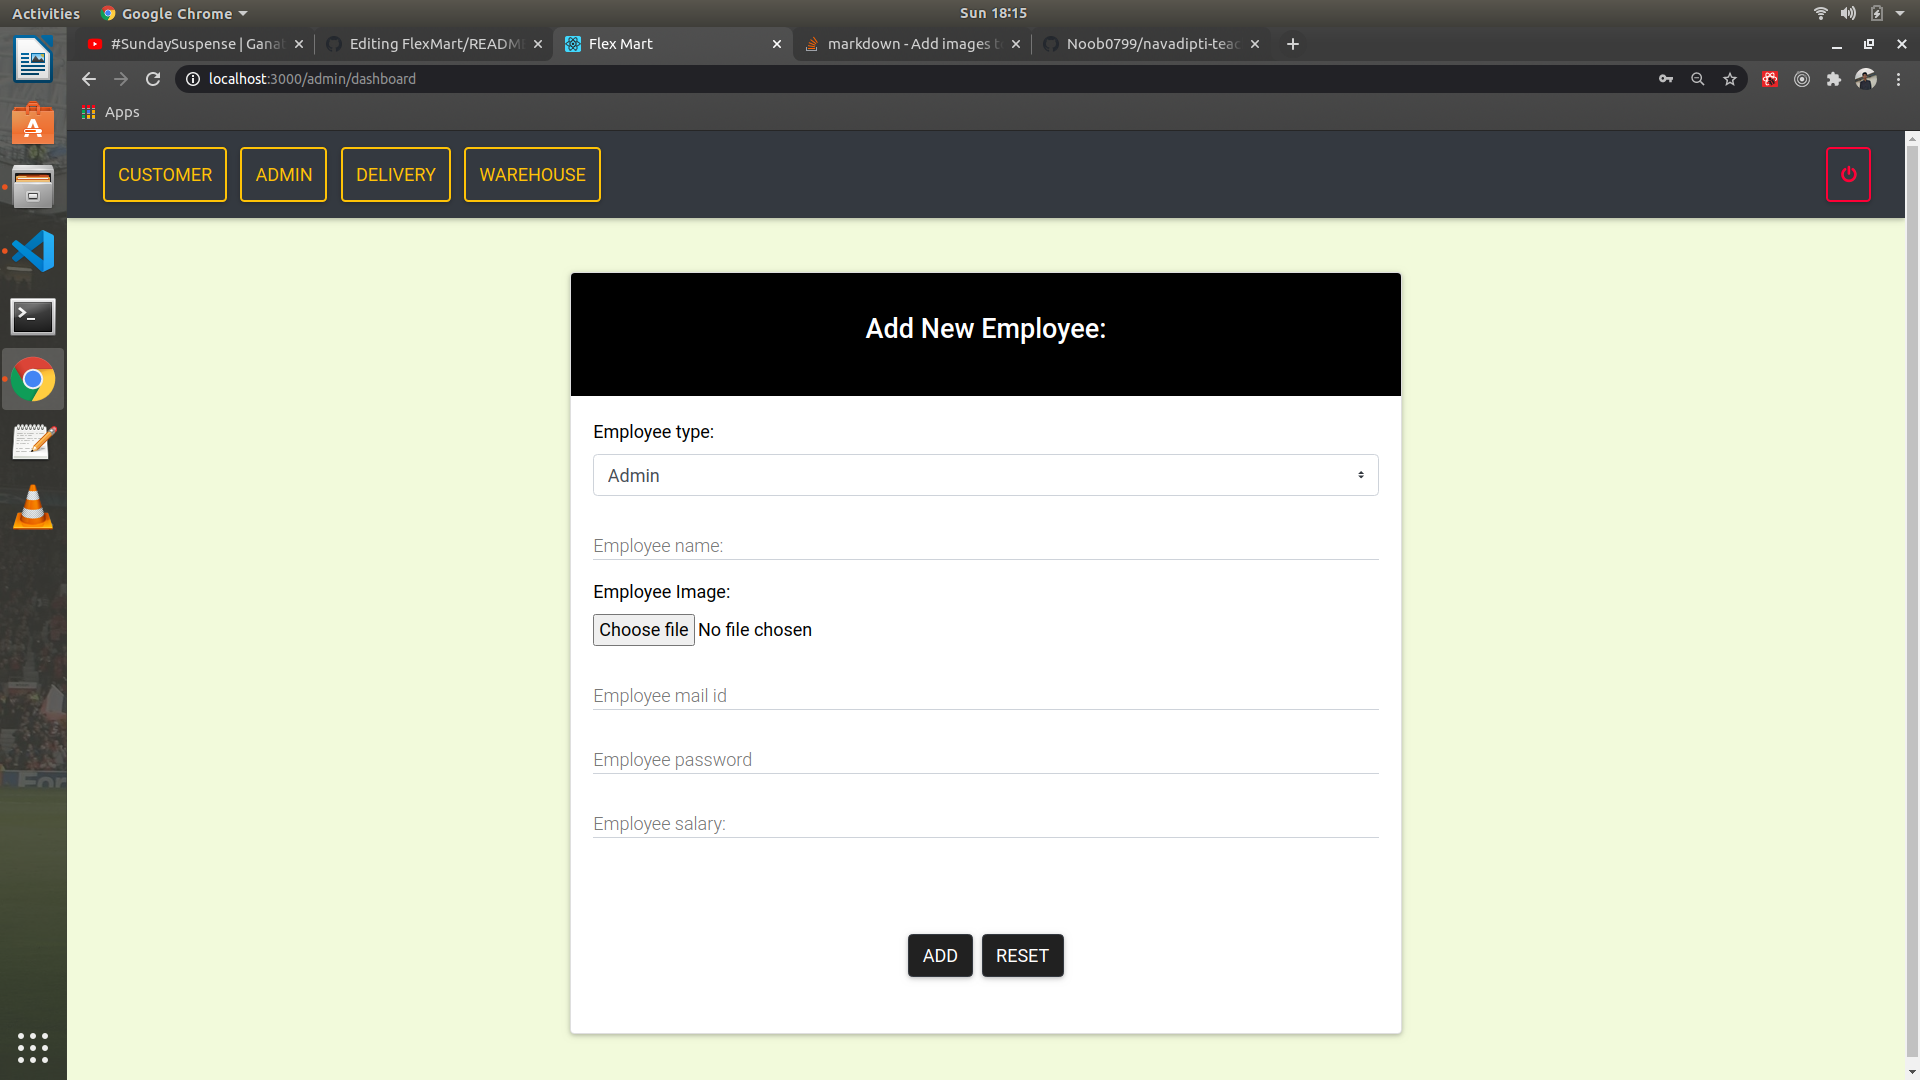 Activities Google Chrome Sun 18:15
#SundaySuspense | Gana Editing FlexMart/READM Flex Mart markdown - Add images t Noob0799/navadipti-tea
localhost:3000/admin/dashboard
Apps
CUSTOMER ADMIN DELIVERY WAREHOUSE
Add New Employee:
Employee type:
Admin
Employee name:
Employee Image:
Choose file No file chosen
Employee mail id
Employee password
Employee salary:
ADD RESET